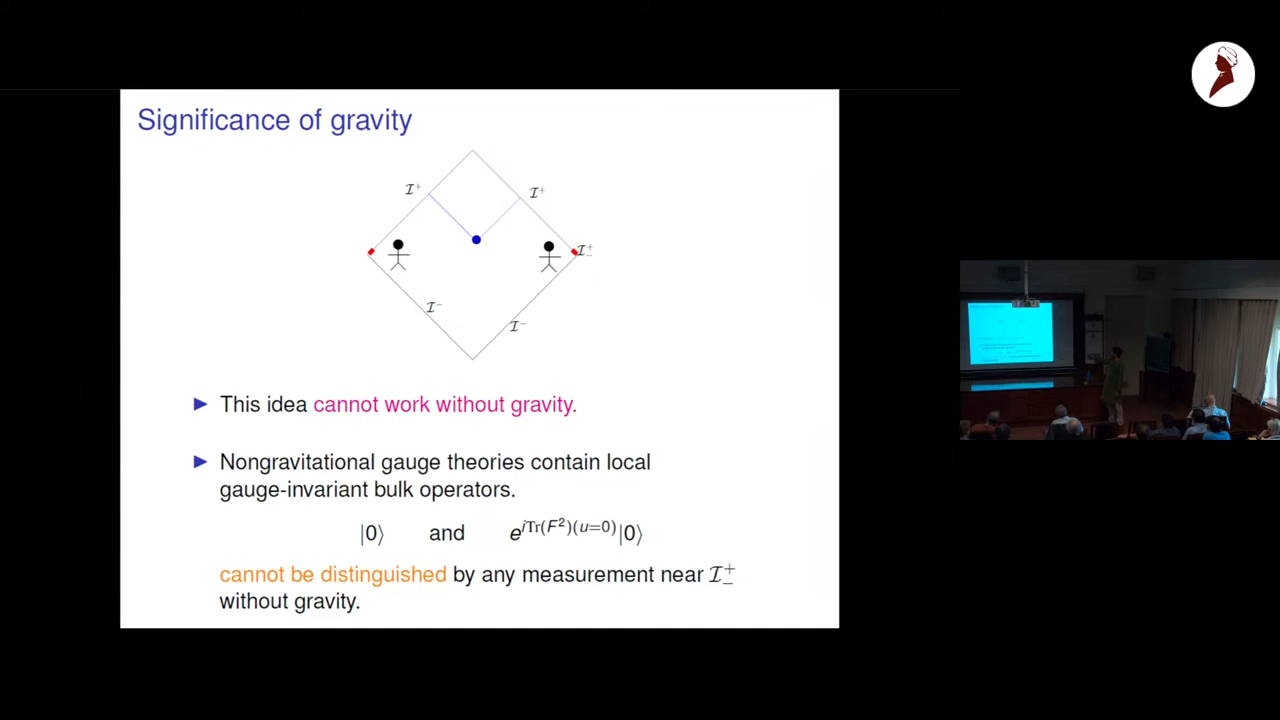 Significance of gravity
ℐ⁺ ℐ⁺
ℐ⁺₋
ℐ⁻
ℐ⁻
▶ This idea cannot work without gravity.
▶ Nongravitational gauge theories contain local
gauge-invariant bulk operators.
|0⟩ and e^{iTr(F²)(u=0)}|0⟩
cannot be distinguished by any measurement near ℐ⁺₋
without gravity.